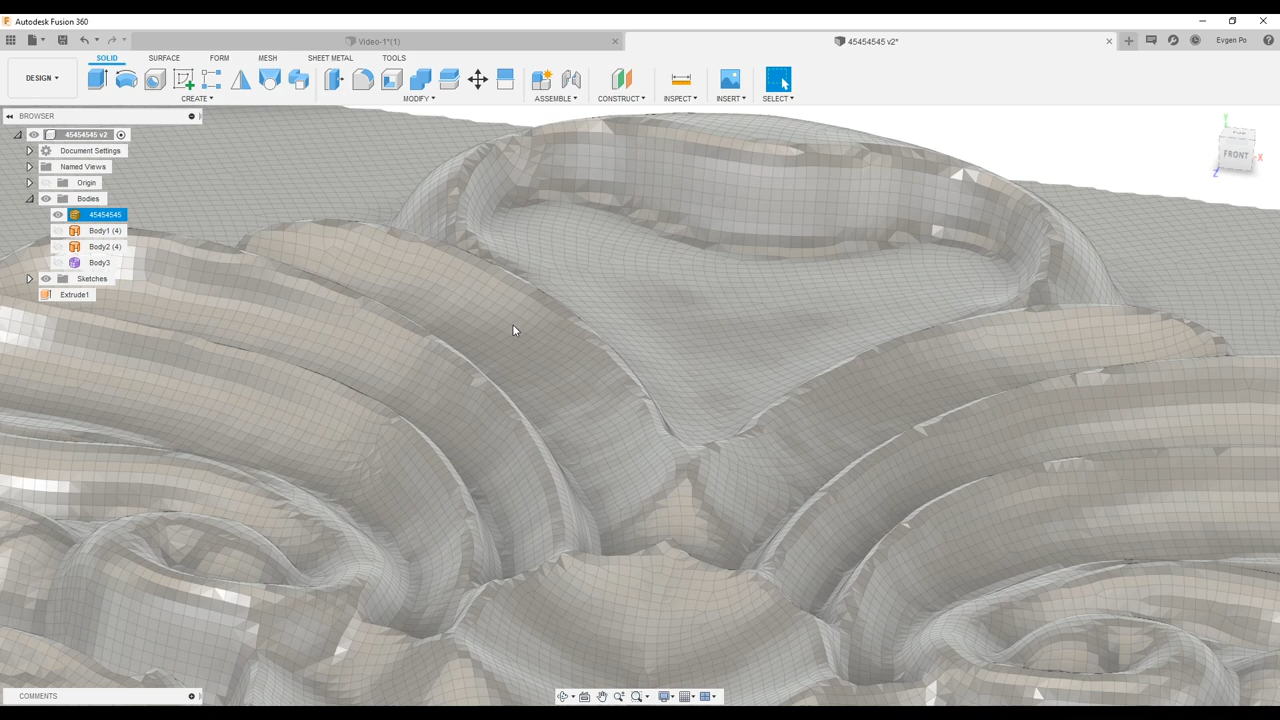 Autodesk Fusion 360
Video-1*(1)
45454545 v2*
Evgen Po
DESIGN
SOLID SURFACE FORM MESH SHEET METAL TOOLS
CREATE MODIFY ASSEMBLE CONSTRUCT INSPECT INSERT SELECT
BROWSER
45454545 v2
Document Settings
Named Views
Origin
Bodies
45454545
Body1 (4)
Body2 (4)
Body3
Sketches
Extrude1
Y
FRONT
X
Z
COMMENTS